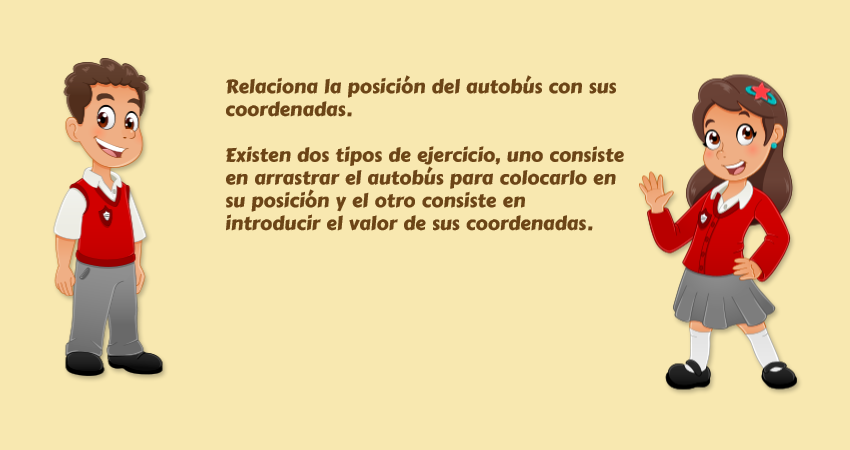 Relaciona la posición del autobús con sus
coordenadas.
Existen dos tipos de ejercicio, uno consiste
en arrastrar el autobús para colocarlo en
su posición y el otro consiste en
introducir el valor de sus coordenadas.